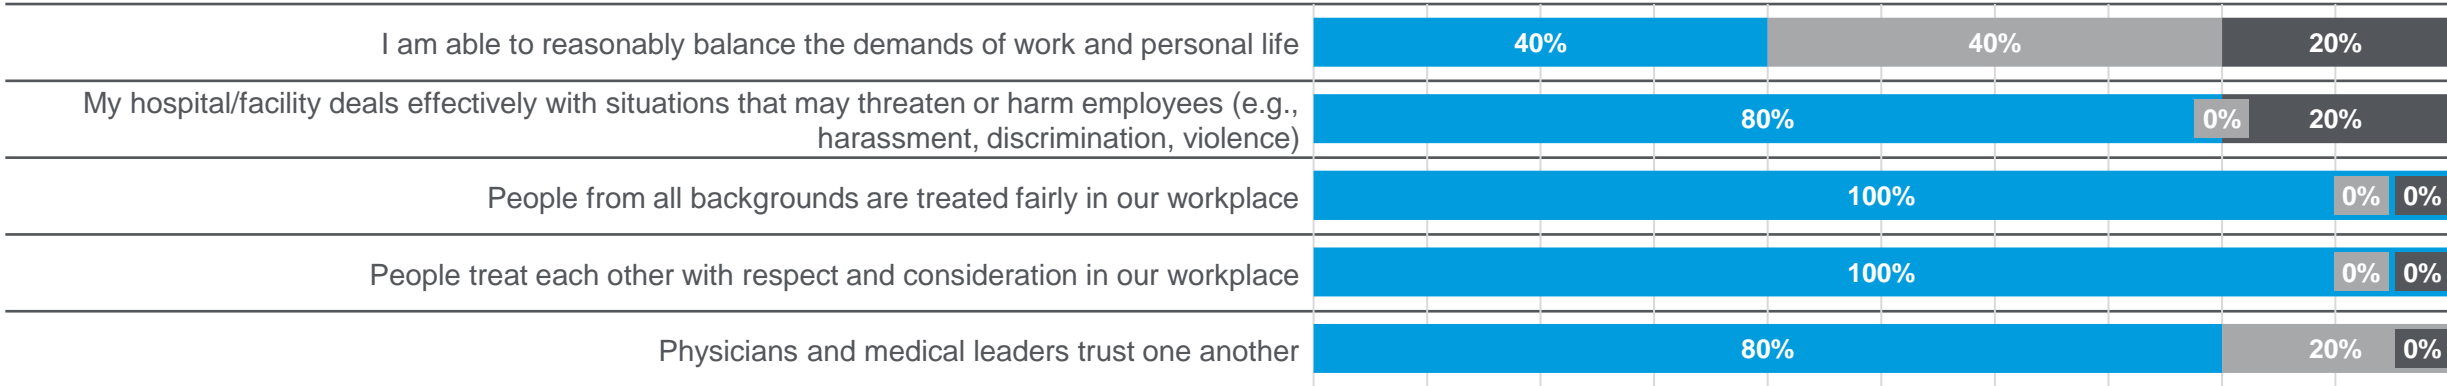 I am able to reasonably balance the demands of work and personal life 40% 40% 20%
My hospital/facility deals effectively with situations that may threaten or harm employees (e.g.,
harassment, discrimination, violence) 80% 0% 20%
People from all backgrounds are treated fairly in our workplace 100% 0% 0%
People treat each other with respect and consideration in our workplace 100% 0% 0%
Physicians and medical leaders trust one another 80% 20% 0%